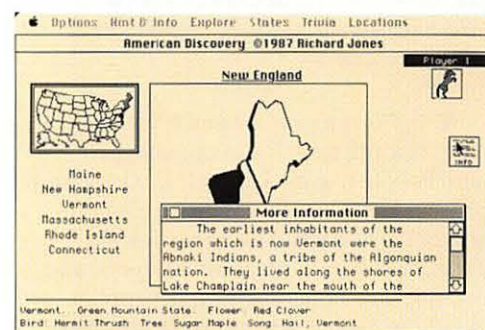 Options Hint & Info Explore States Trivia Locations
American Discovery ©1987 Richard Jones
Player 1
New England
INFO
Maine
New Hampshire
Vermont
Massachusetts
Rhode Island
Connecticut
More Information
The earliest inhabitants of the
region which is now Vermont were the
Abnaki Indians, a tribe of the Algonquian
nation. They lived along the shores of
Lake Champlain near the mouth of the
Vermont. Green Mountain State. Flower: Red Clover
Bird: Hermit Thrush Tree: Sugar Maple Song: Hail, Vermont